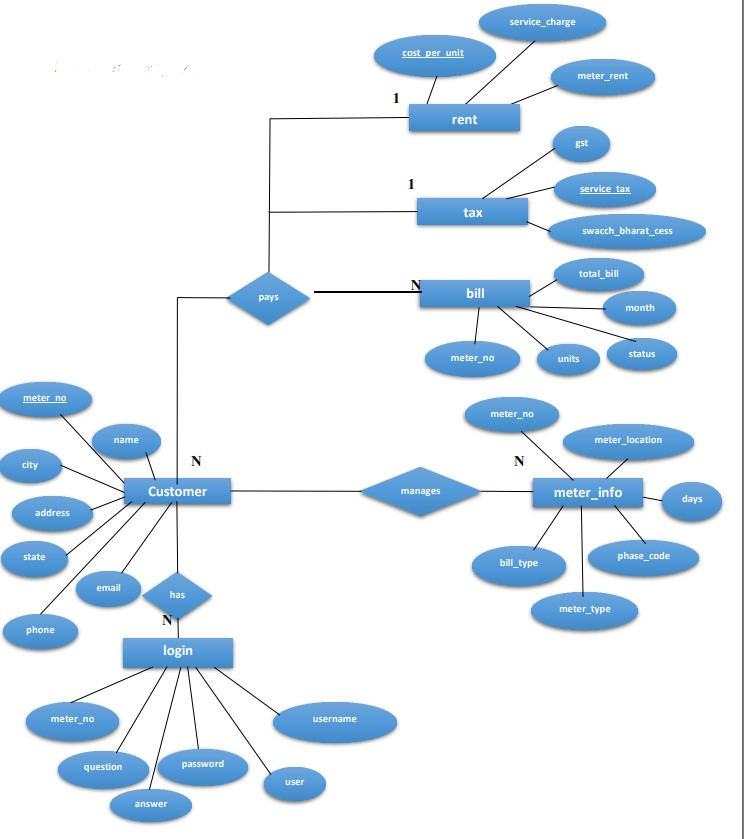 service_charge
cost_per_unit
meter_rent
1
rent
gst
1
service_tax
tax
swacch_bharat_cess
total_bill
N
bill
pays
month
meter_no
units
status
meter_no
meter_no
name
meter_location
city
N
N
Customer
manages
meter_info
days
address
state
phase_code
bill_type
email
has
meter_type
N
phone
login
meter_no
username
question
password
user
answer